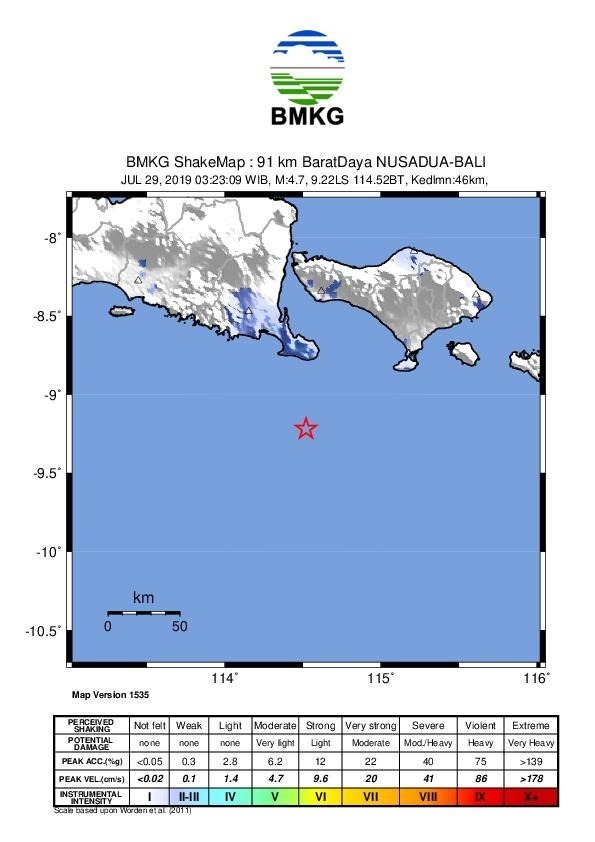 BMKG
BMKG ShakeMap : 91 km BaratDaya NUSADUA-BALI
JUL 29, 2019 03:23:09 WIB, M:4.7, 9.22LS 114.52BT, Kedlmn:46km,
-8˚
-8.5˚
-9˚
-9.5˚
-10˚
-10.5˚
km
0 50
114˚ 115˚ 116˚
Map Version 1535
PERCEIVED SHAKING Not felt Weak Light Moderate Strong Very strong Severe Violent Extreme
POTENTIAL DAMAGE none none none Very light Light Moderate Mod./Heavy Heavy Very Heavy
PEAK ACC.(%g) <0.05 0.3 2.8 6.2 12 22 40 75 >139
PEAK VEL.(cm/s) <0.02 0.1 1.4 4.7 9.6 20 41 86 >178
INSTRUMENTAL INTENSITY I II-III IV V VI VII VIII IX X+
Scale based upon Worden et al. (2011)